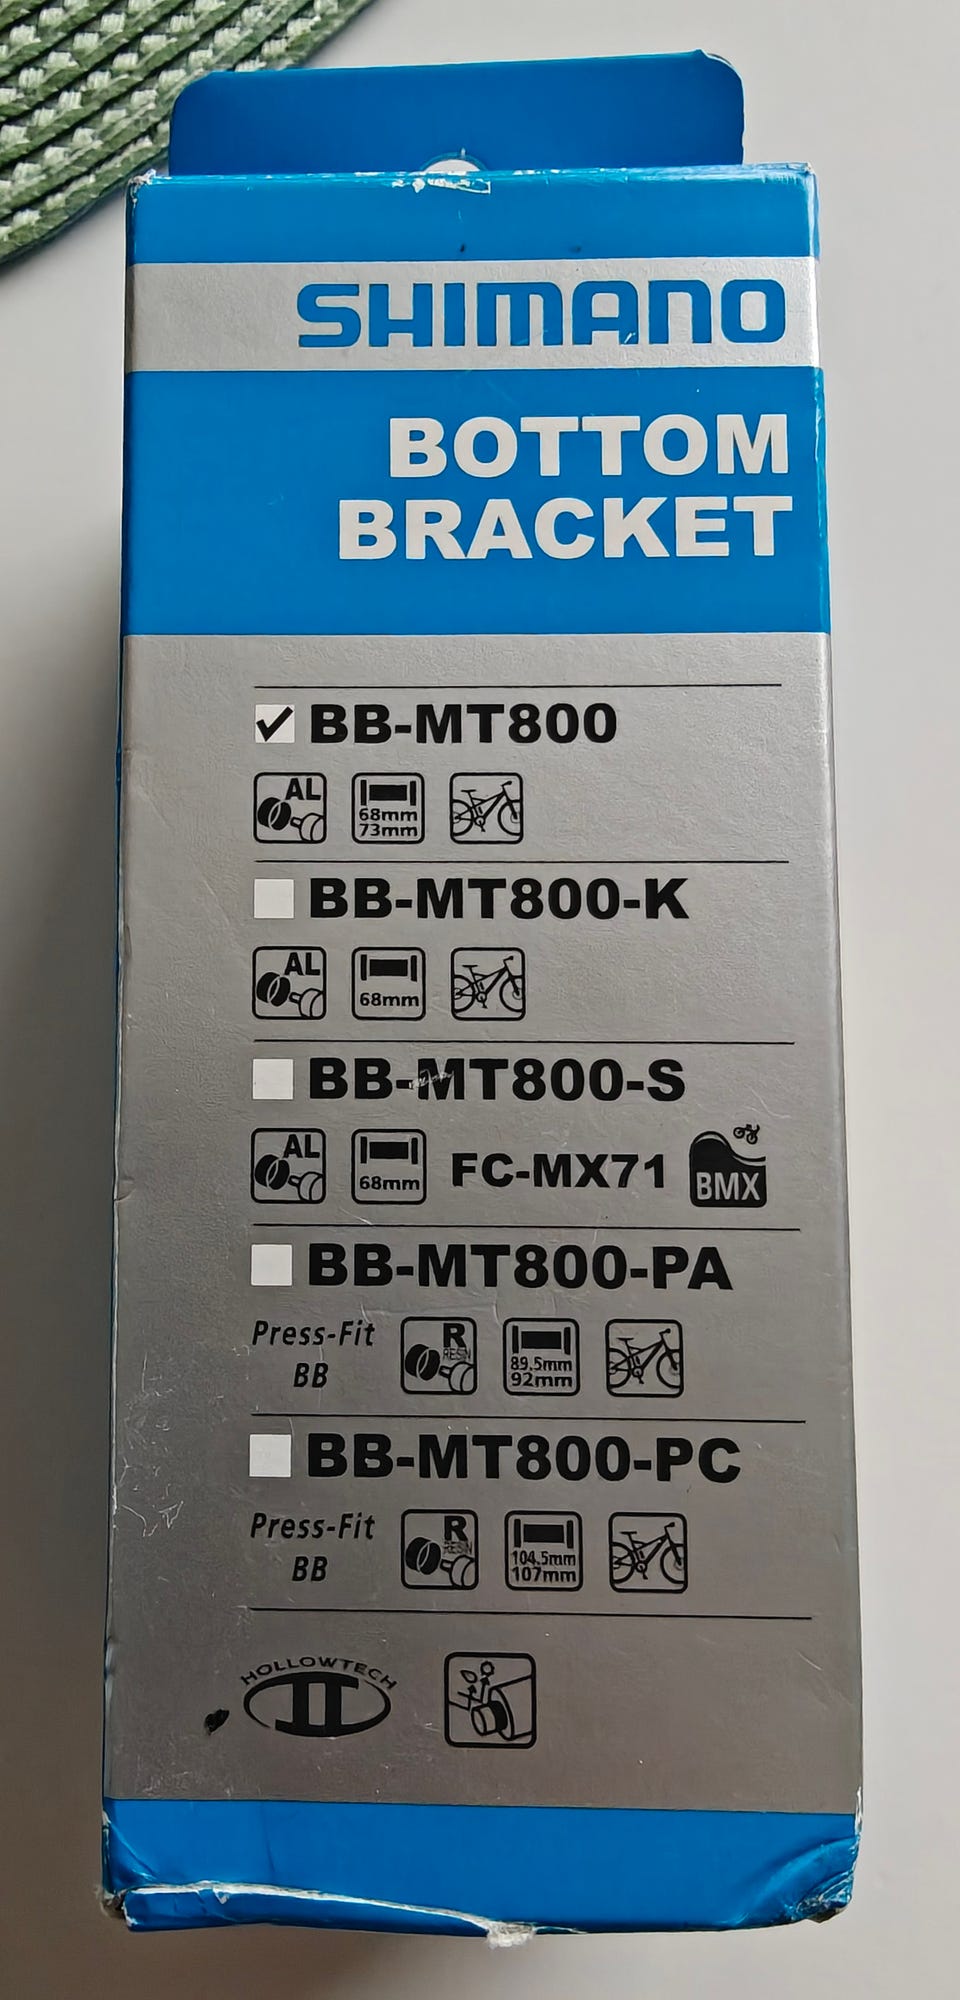 SHIMANO
BOTTOM
BRACKET
BB-MT800
AL 68mm
73mm
BB-MT800-K
AL 68mm
BB-MT800-S
AL 68mm FC-MX71 BMX
BB-MT800-PA
Press-Fit
BB
R
RESIN
89.5mm
92mm
BB-MT800-PC
Press-Fit
BB
R
RESIN
104.5mm
107mm
HOLLOWTECH
II